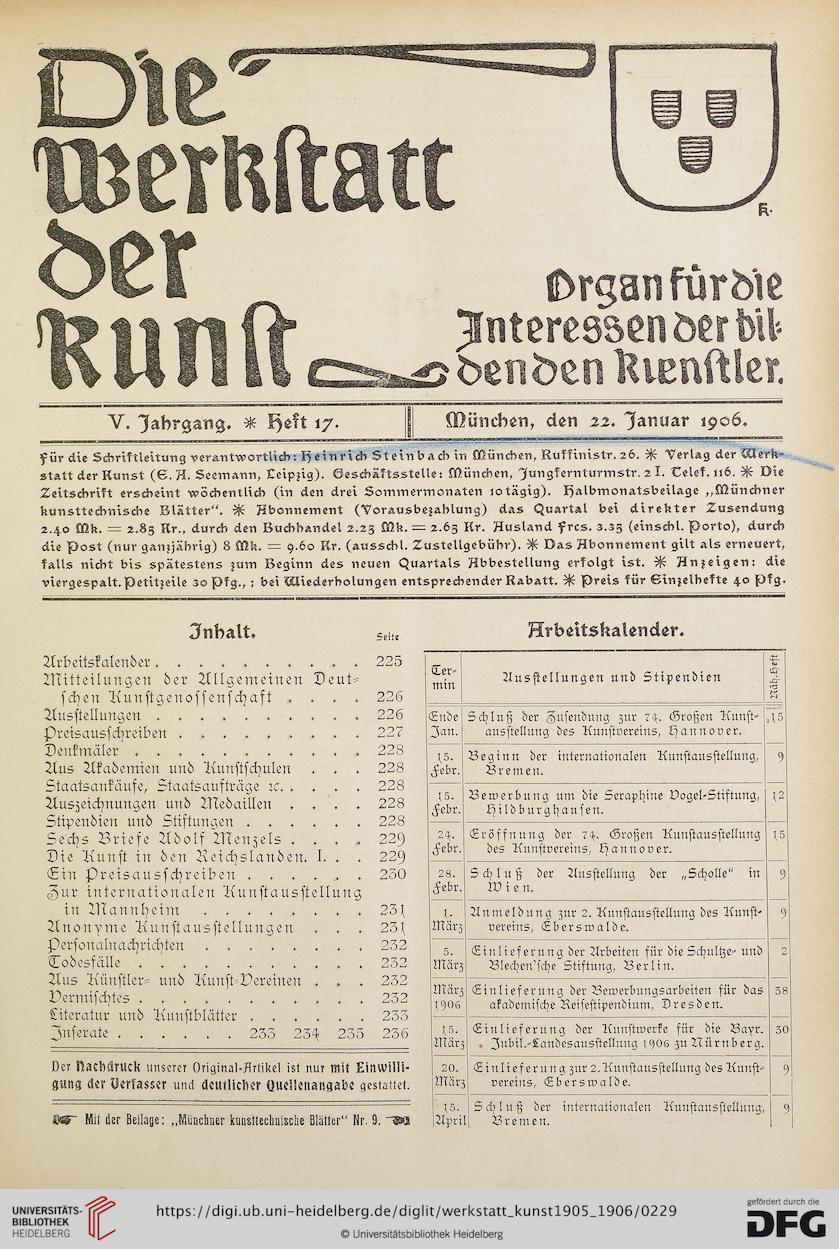 Die
Werkstatt
der
Kunst
K.
Organ für die
Interessen der bil-
denden Kuenstler.
V. Jahrgang. * Heft 17.
München, den 22. Januar 1906.
Für die Schriftleitung verantwortlich: Heinrich Steinbach in München, Ruffinistr. 26. * Verlag der Werk-
statt der Kunst (E. A. Seemann, Leipzig). Geschäftsstelle: München, Jungfernturmstr. 2 I. Telef. 116. * Die
Zeitschrift erscheint wöchentlich (in den drei Sommermonaten 10tägig). Halbmonatsbeilage „Münchner
kunsttechnische Blätter“. * Abonnement (Vorausbezahlung) das Quartal bei direkter Zusendung
2.40 Mk. = 2.85 Kr., durch den Buchhandel 2.25 Mk. = 2.65 Kr. Ausland Frcs. 3.35 (einschl. Porto), durch
die Post (nur ganzjährig) 8 Mk. = 9.60 Kr. (ausschl. Zustellgebühr). * Das Abonnement gilt als erneuert,
falls nicht bis spätestens zum Beginn des neuen Quartals Abbestellung erfolgt ist. * Anzeigen: die
viergespalt. Petitzeile 30 Pfg., ; bei Wiederholungen entsprechender Rabatt. * Preis für Einzelhefte 40 Pfg.
Inhalt.
Seite
Arbeitskalender . . . . . . . . . . 225
Mitteilungen der Allgemeinen Deut-
schen Kunstgenossenschaft . . . . 226
Ausstellungen . . . . . . . . . . 226
Preisausschreiben . . . . . . . . . 227
Denkmäler . . . . . . . . . . . 228
Aus Akademien und Kunstschulen . . . 228
Staatsankäufe, Staatsaufträge ꝛc. . . . . 228
Auszeichnungen und Medaillen . . . . 228
Stipendien und Stiftungen . . . . . . 228
Sechs Briefe Adolf Menzels . . . . 229
Die Kunst in den Reichslanden. I. . . 229
Ein Preisausschreiben . . . . . . 230
Zur internationalen Kunstausstellung
in Mannheim . . . . . . . . 231
Anonyme Kunstausstellungen . . . 231
Personalnachrichten . . . . . . . . 232
Todesfälle . . . . . . . . . . . 232
Aus Künstler- und Kunst-Vereinen . . . 232
Vermischtes . . . . . . . . . . . 232
Literatur und Kunstblätter . . . . . . 233
Inserate . . . . . . 233 234 235 236
Der Nachdruck unserer Original-Artikel ist nur mit Einwilli-
gung der Verfasser und deutlicher Quellenangabe gestattet.
Mit der Beilage: „Münchner kunsttechnische Blätter“ Nr. 9.
Arbeitskalender.
Ter-
min
Ausstellungen und Stipendien
Näh. Heft
Ende Schluß der Zusendung zur 74. Großen Kunst- 15
Jan. ausstellung des Kunstvereins, Hannover.
15. Beginn der internationalen Kunstausstellung, 9
Febr. Bremen.
15. Bewerbung um die Seraphine Vogel-Stiftung, 12
Febr. Hildburghausen.
24. Eröffnung der 74. Großen Kunstausstellung 15
Febr. des Kunstvereins, Hannover.
28. Schluß der Ausstellung der „Scholle“ in 9
Febr. Wien.
1. Anmeldung zur 2. Kunstausstellung des Kunst- 9
März vereins, Eberswalde.
5. Einlieferung der Arbeiten für die Schultze- und 2
März Blechen'sche Stiftung, Berlin.
März Einlieferung der Bewerbungsarbeiten für das 38
1906 akademische Reisestipendium, Dresden.
15. Einlieferung der Kunstwerke für die Bayr. 30
März Jubil.-Landesausstellung 1906 zu Nürnberg.
20. Einlieferung zur 2. Kunstausstellung des Kunst- 9
März vereins, Eberswalde.
15. Schluß der internationalen Kunstausstellung, 9
April Bremen.
UNIVERSITÄTS-
BIBLIOTHEK
HEIDELBERG
https://digi.ub.uni-heidelberg.de/diglit/werkstatt_kunst1905_1906/0229
© Universitätsbibliothek Heidelberg
gefördert durch die
DFG